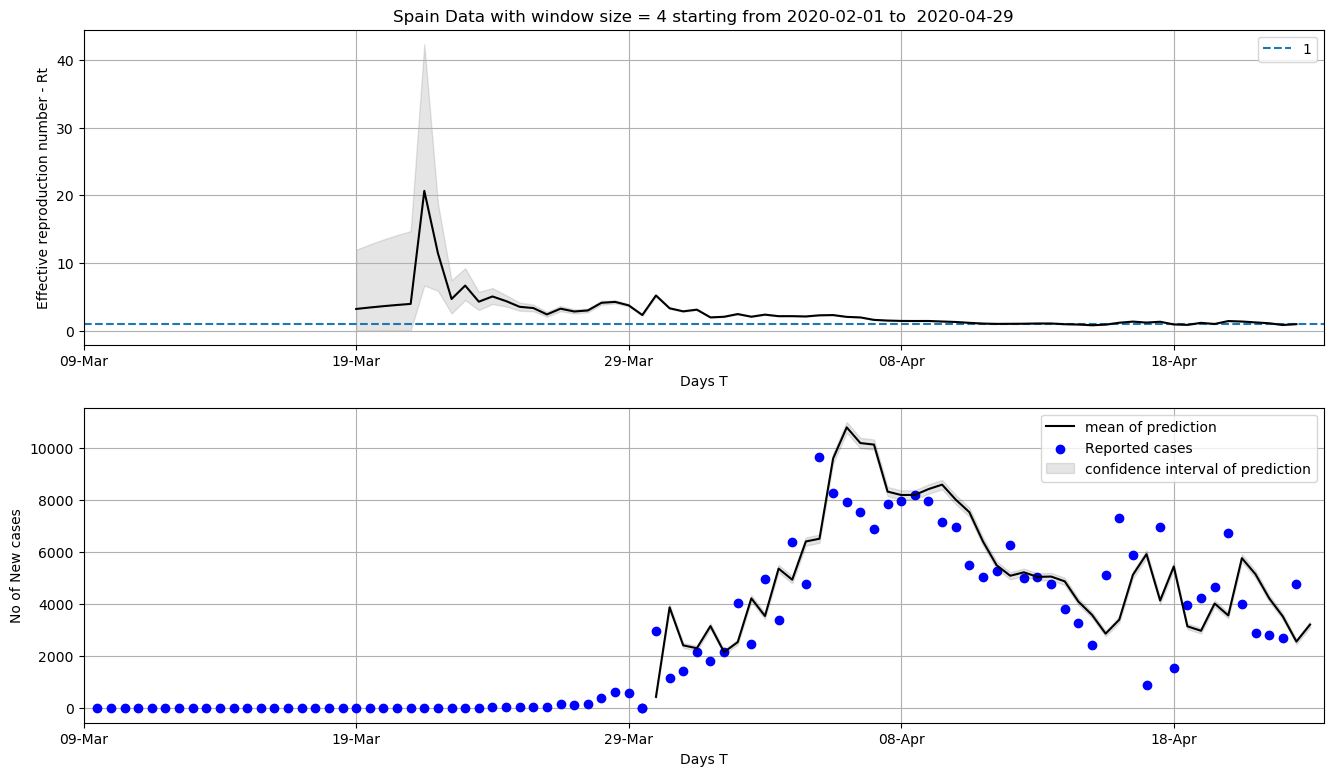 Spain Data with window size = 4 starting from 2020-02-01 to  2020-04-29
Effective reproduction number - Rt
40
30
20
10
0
1
09-Mar 19-Mar 29-Mar 08-Apr 18-Apr
Days T
No of New cases
10000
8000
6000
4000
2000
0
mean of prediction
Reported cases
confidence interval of prediction
09-Mar 19-Mar 29-Mar 08-Apr 18-Apr
Days T